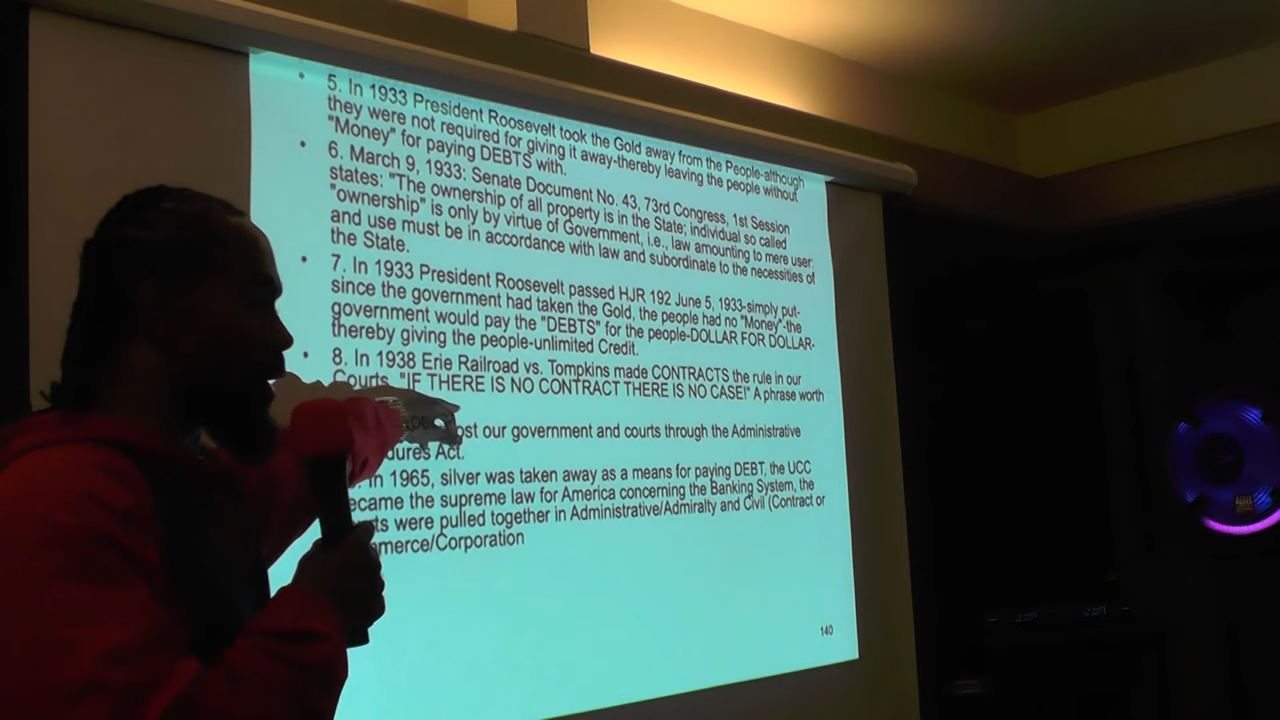 • 5. In 1933 President Roosevelt took the Gold away from the People-although
they were not required for giving it away-thereby leaving the people without
"Money" for paying DEBTS with.
• 6. March 9, 1933: Senate Document No. 43, 73rd Congress, 1st Session
states: "The ownership of all property is in the State; individual so called
"ownership" is only by virtue of Government, i.e., law amounting to mere user;
and use must be in accordance with law and subordinate to the necessities of
the State.
• 7. In 1933 President Roosevelt passed HJR 192 June 5, 1933-simply put-
since the government had taken the Gold, the people had no "Money"-the
government would pay the "DEBTS" for the people-DOLLAR FOR DOLLAR-
thereby giving the people-unlimited Credit.
• 8. In 1938 Erie Railroad vs. Tompkins made CONTRACTS the rule in our
Courts. "IF THERE IS NO CONTRACT THERE IS NO CASE!" A phrase worth
ost our government and courts through the Administrative
dures Act.
In 1965, silver was taken away as a means for paying DEBT, the UCC
ecame the supreme law for America concerning the Banking System, the
ts were pulled together in Administrative/Admiralty and Civil (Contract or
mmerce/Corporation
140